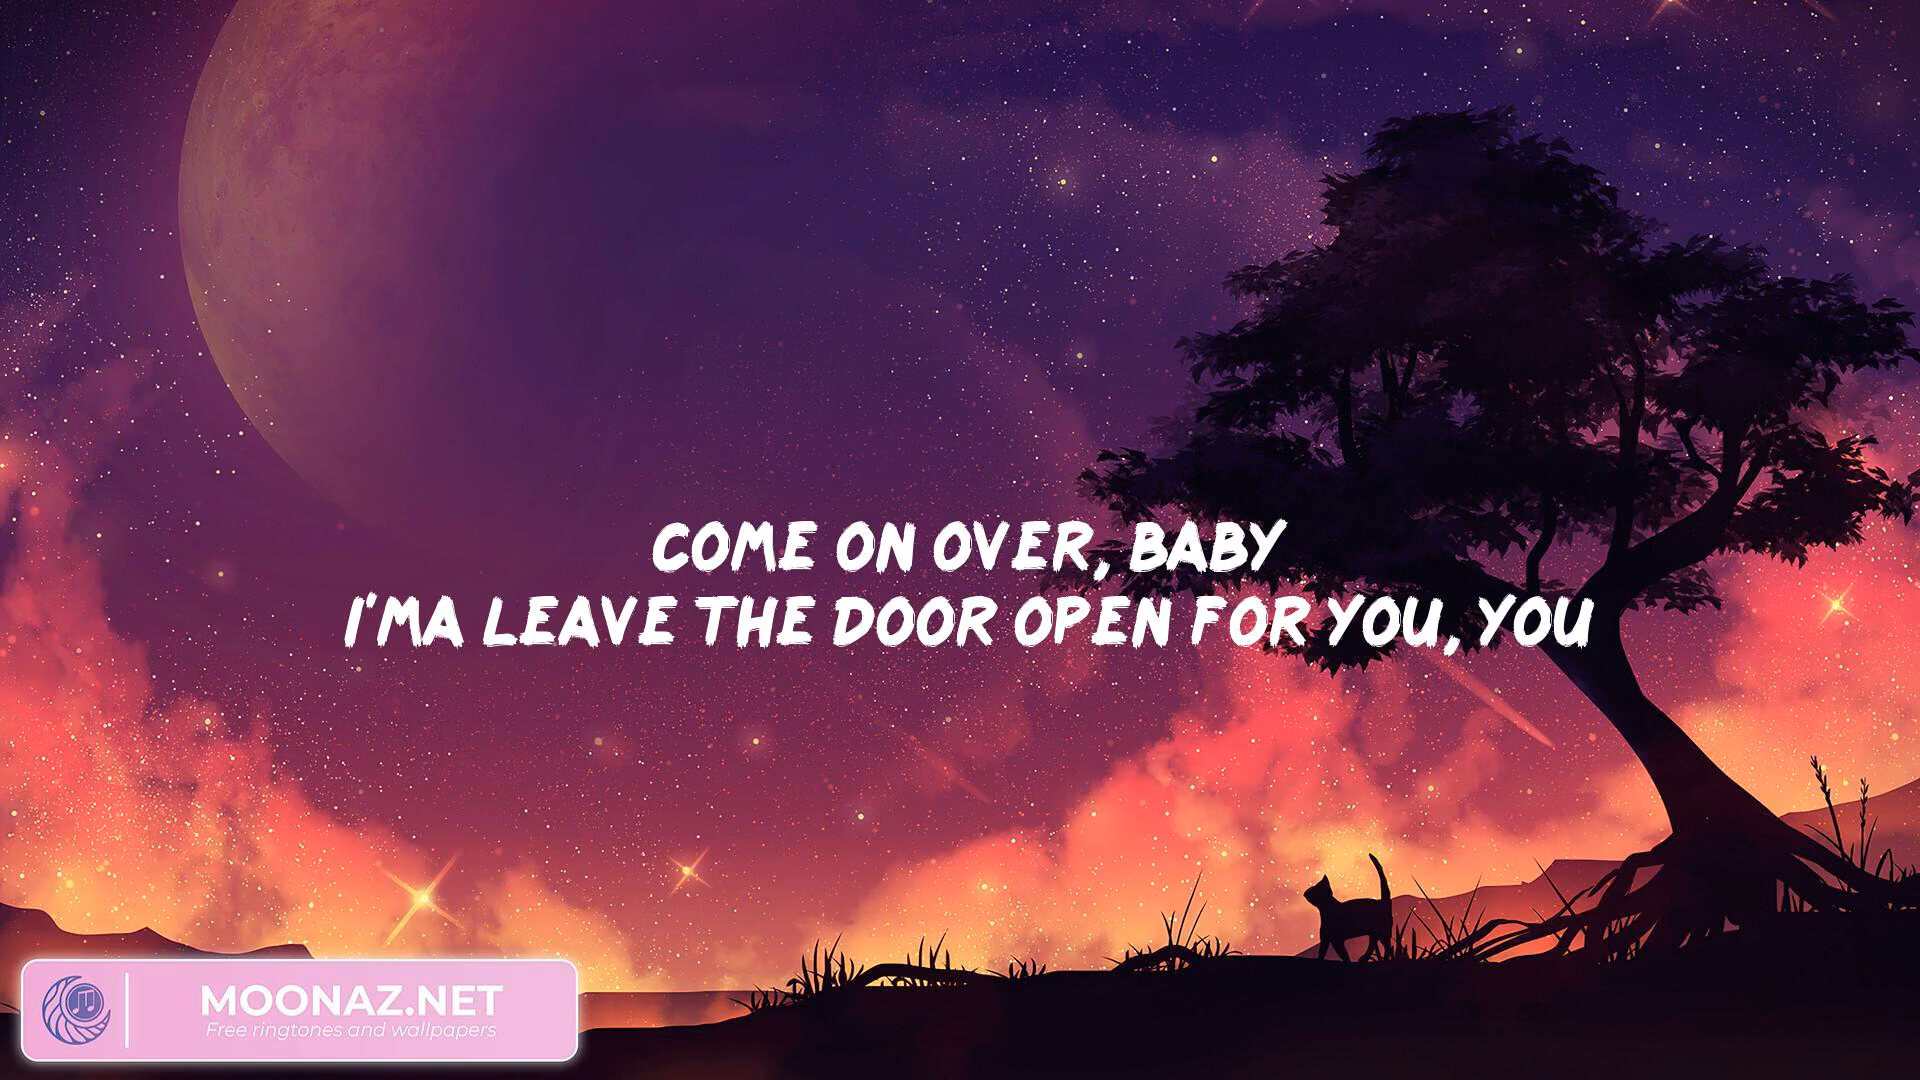 COME ON OVER, BABY
I'MA LEAVE THE DOOR OPEN FOR YOU, YOU
MOONAZ.NET
Free ringtones and wallpapers